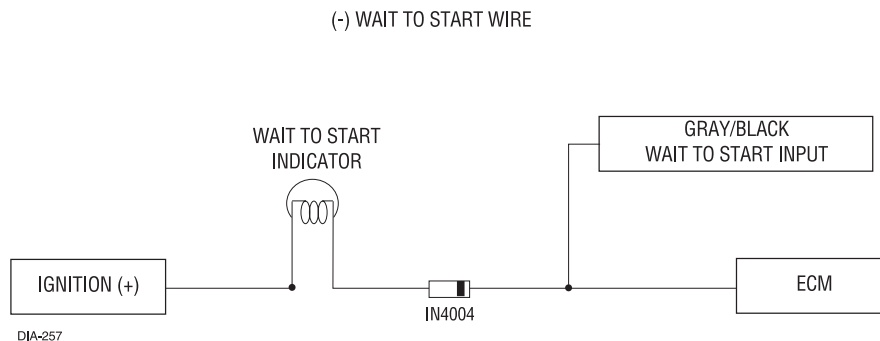 (-) WAIT TO START WIRE
WAIT TO START
INDICATOR
GRAY/BLACK
WAIT TO START INPUT
IGNITION (+)
IN4004
ECM
DIA-257